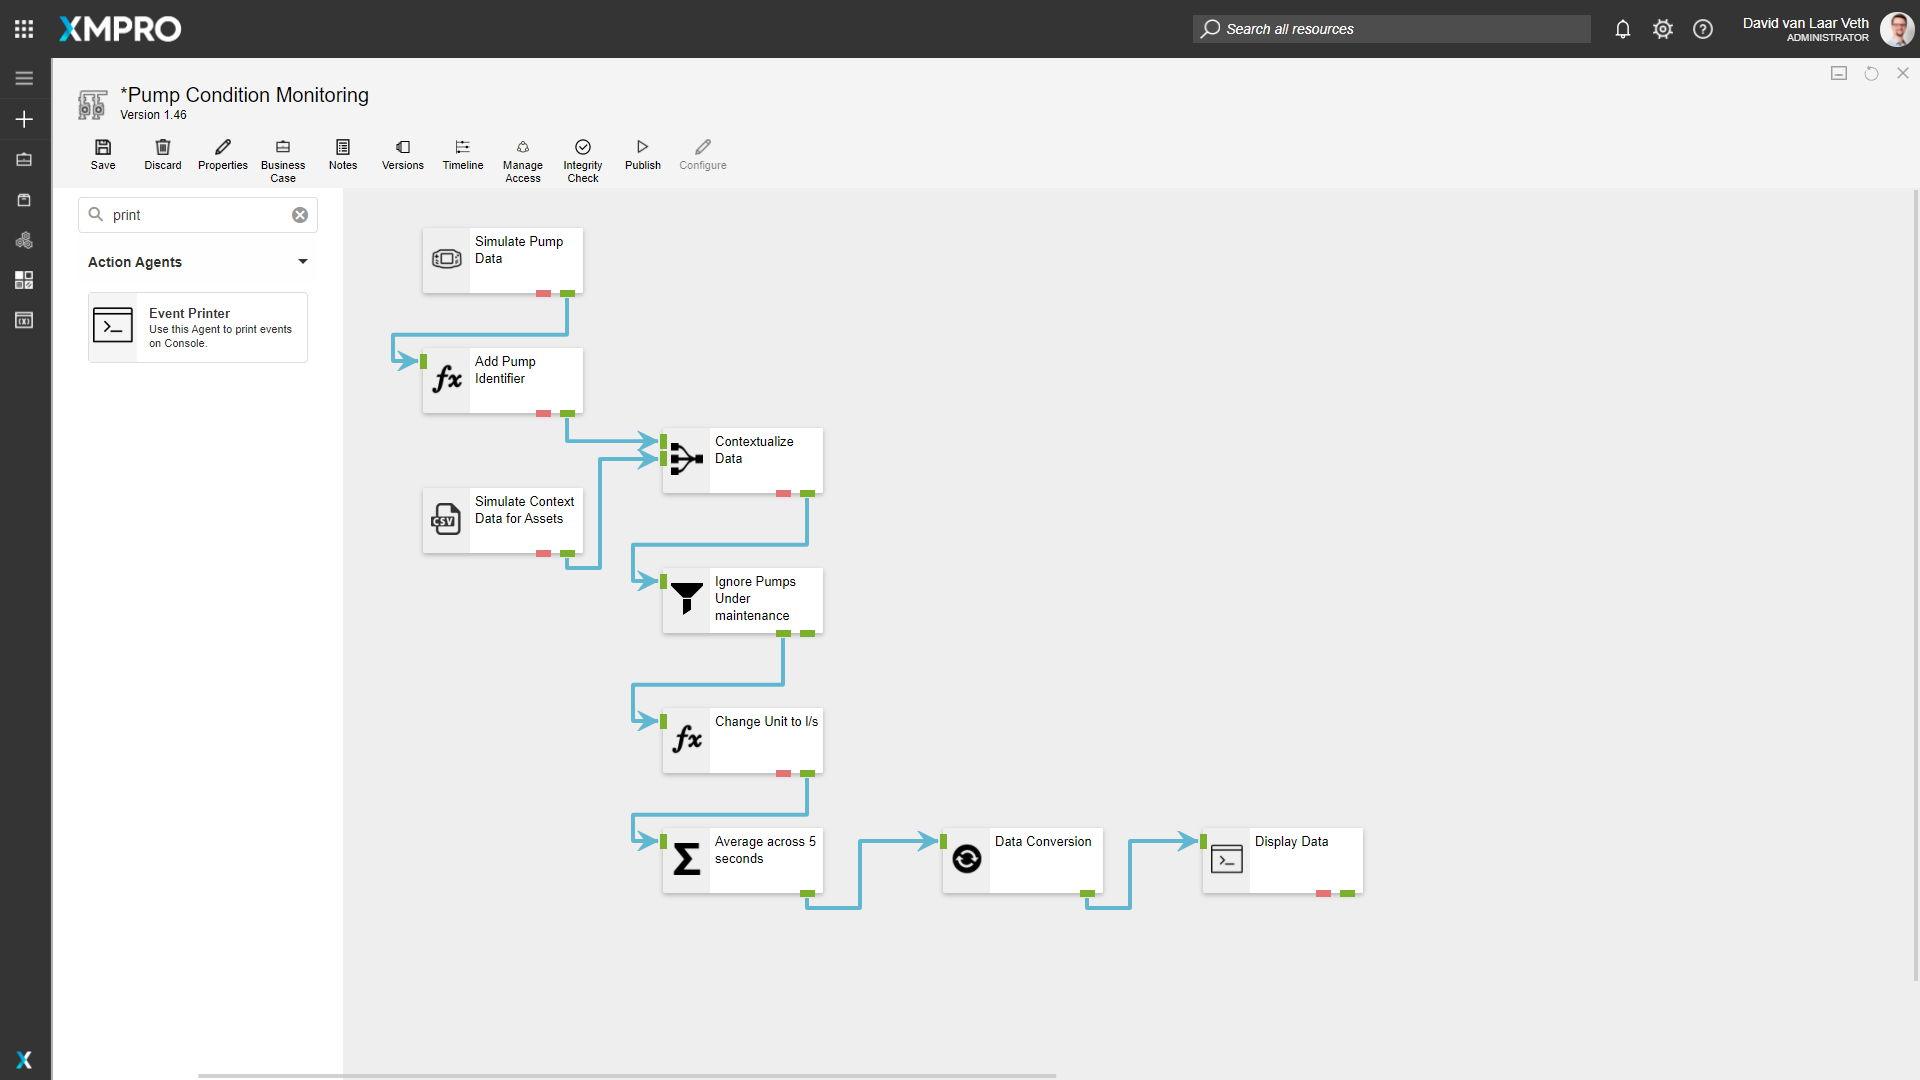 XMPRO
Search all resources
David van Laar Veth
ADMINISTRATOR
*Pump Condition Monitoring
Version 1.46
Save
Discard
Properties
Business
Case
Notes
Versions
Timeline
Manage
Access
Integrity
Check
Publish
Configure
print
Action Agents
Event Printer
Use this Agent to print events
on Console.
Simulate Pump
Data
fx
Add Pump
Identifier
Contextualize
Data
CSV
Simulate Context
Data for Assets
Ignore Pumps
Under
maintenance
fx
Change Unit to l/s
Σ
Average across 5
seconds
Data Conversion
Display Data